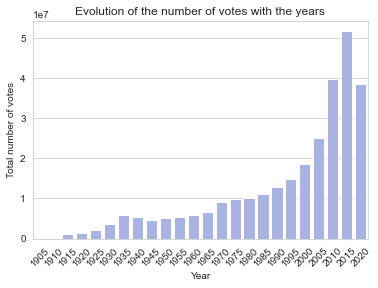 Evolution of the number of votes with the years
1e7
5
4
3
2
1
0
Total number of votes
1905 1910 1915 1920 1925 1930 1935 1940 1945 1950 1955 1960 1965 1970 1975 1980 1985 1990 1995 2000 2005 2010 2015 2020
Year